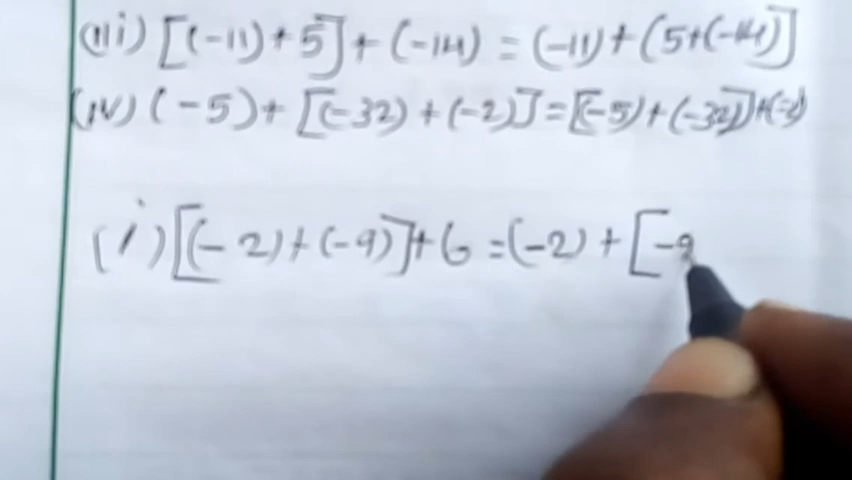 (iii) [(-11)+5]+(-14)=(-11)+(5+(-14)]
(iv) (-5)+[(-32)+(-2)]=[(-5)+(-32)]+(-2)
(i) [(-2)+(-9)]+6=(-2)+[-9